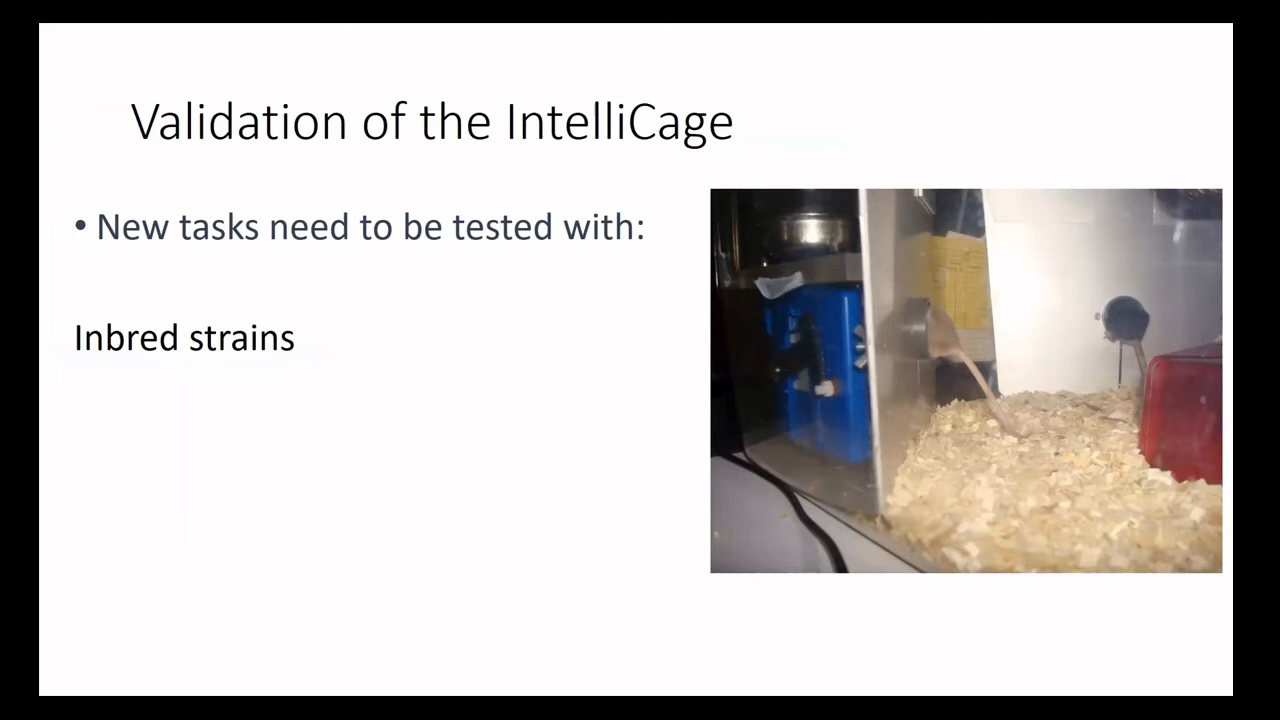 Validation of the IntelliCage
• New tasks need to be tested with:
Inbred strains